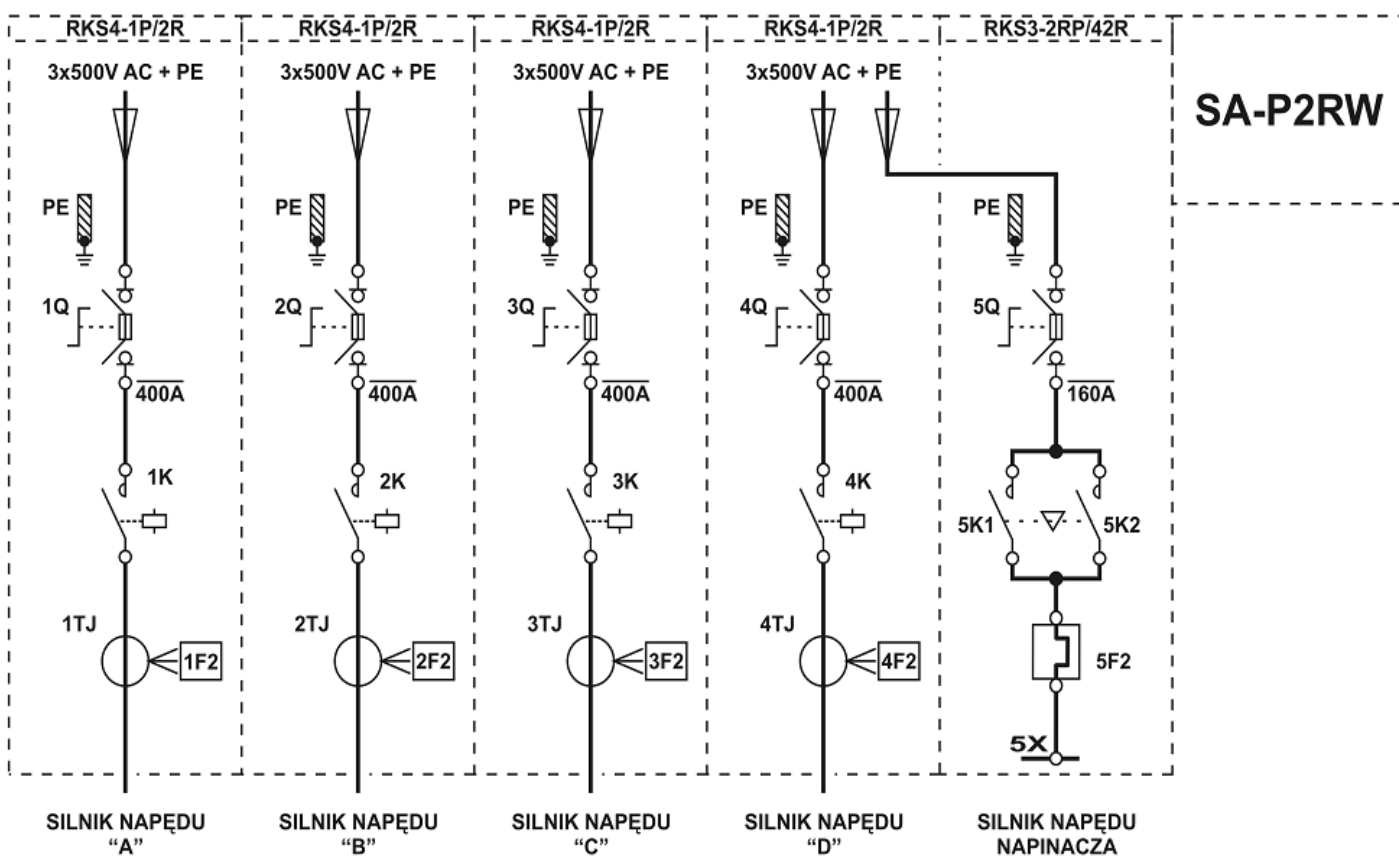 RKS4-1P/2R RKS4-1P/2R RKS4-1P/2R RKS4-1P/2R RKS3-2RP/42R
3x500V AC + PE 3x500V AC + PE 3x500V AC + PE 3x500V AC + PE
SA-P2RW
PE PE PE PE PE
1Q 2Q 3Q 4Q 5Q
400A 400A 400A 400A 160A
1K 2K 3K 4K
5K1 5K2
1TJ 2TJ 3TJ 4TJ
1F2 2F2 3F2 4F2 5F2
5X
SILNIK NAPĘDU SILNIK NAPĘDU SILNIK NAPĘDU SILNIK NAPĘDU SILNIK NAPĘDU
“A” “B” “C” “D” NAPINACZA